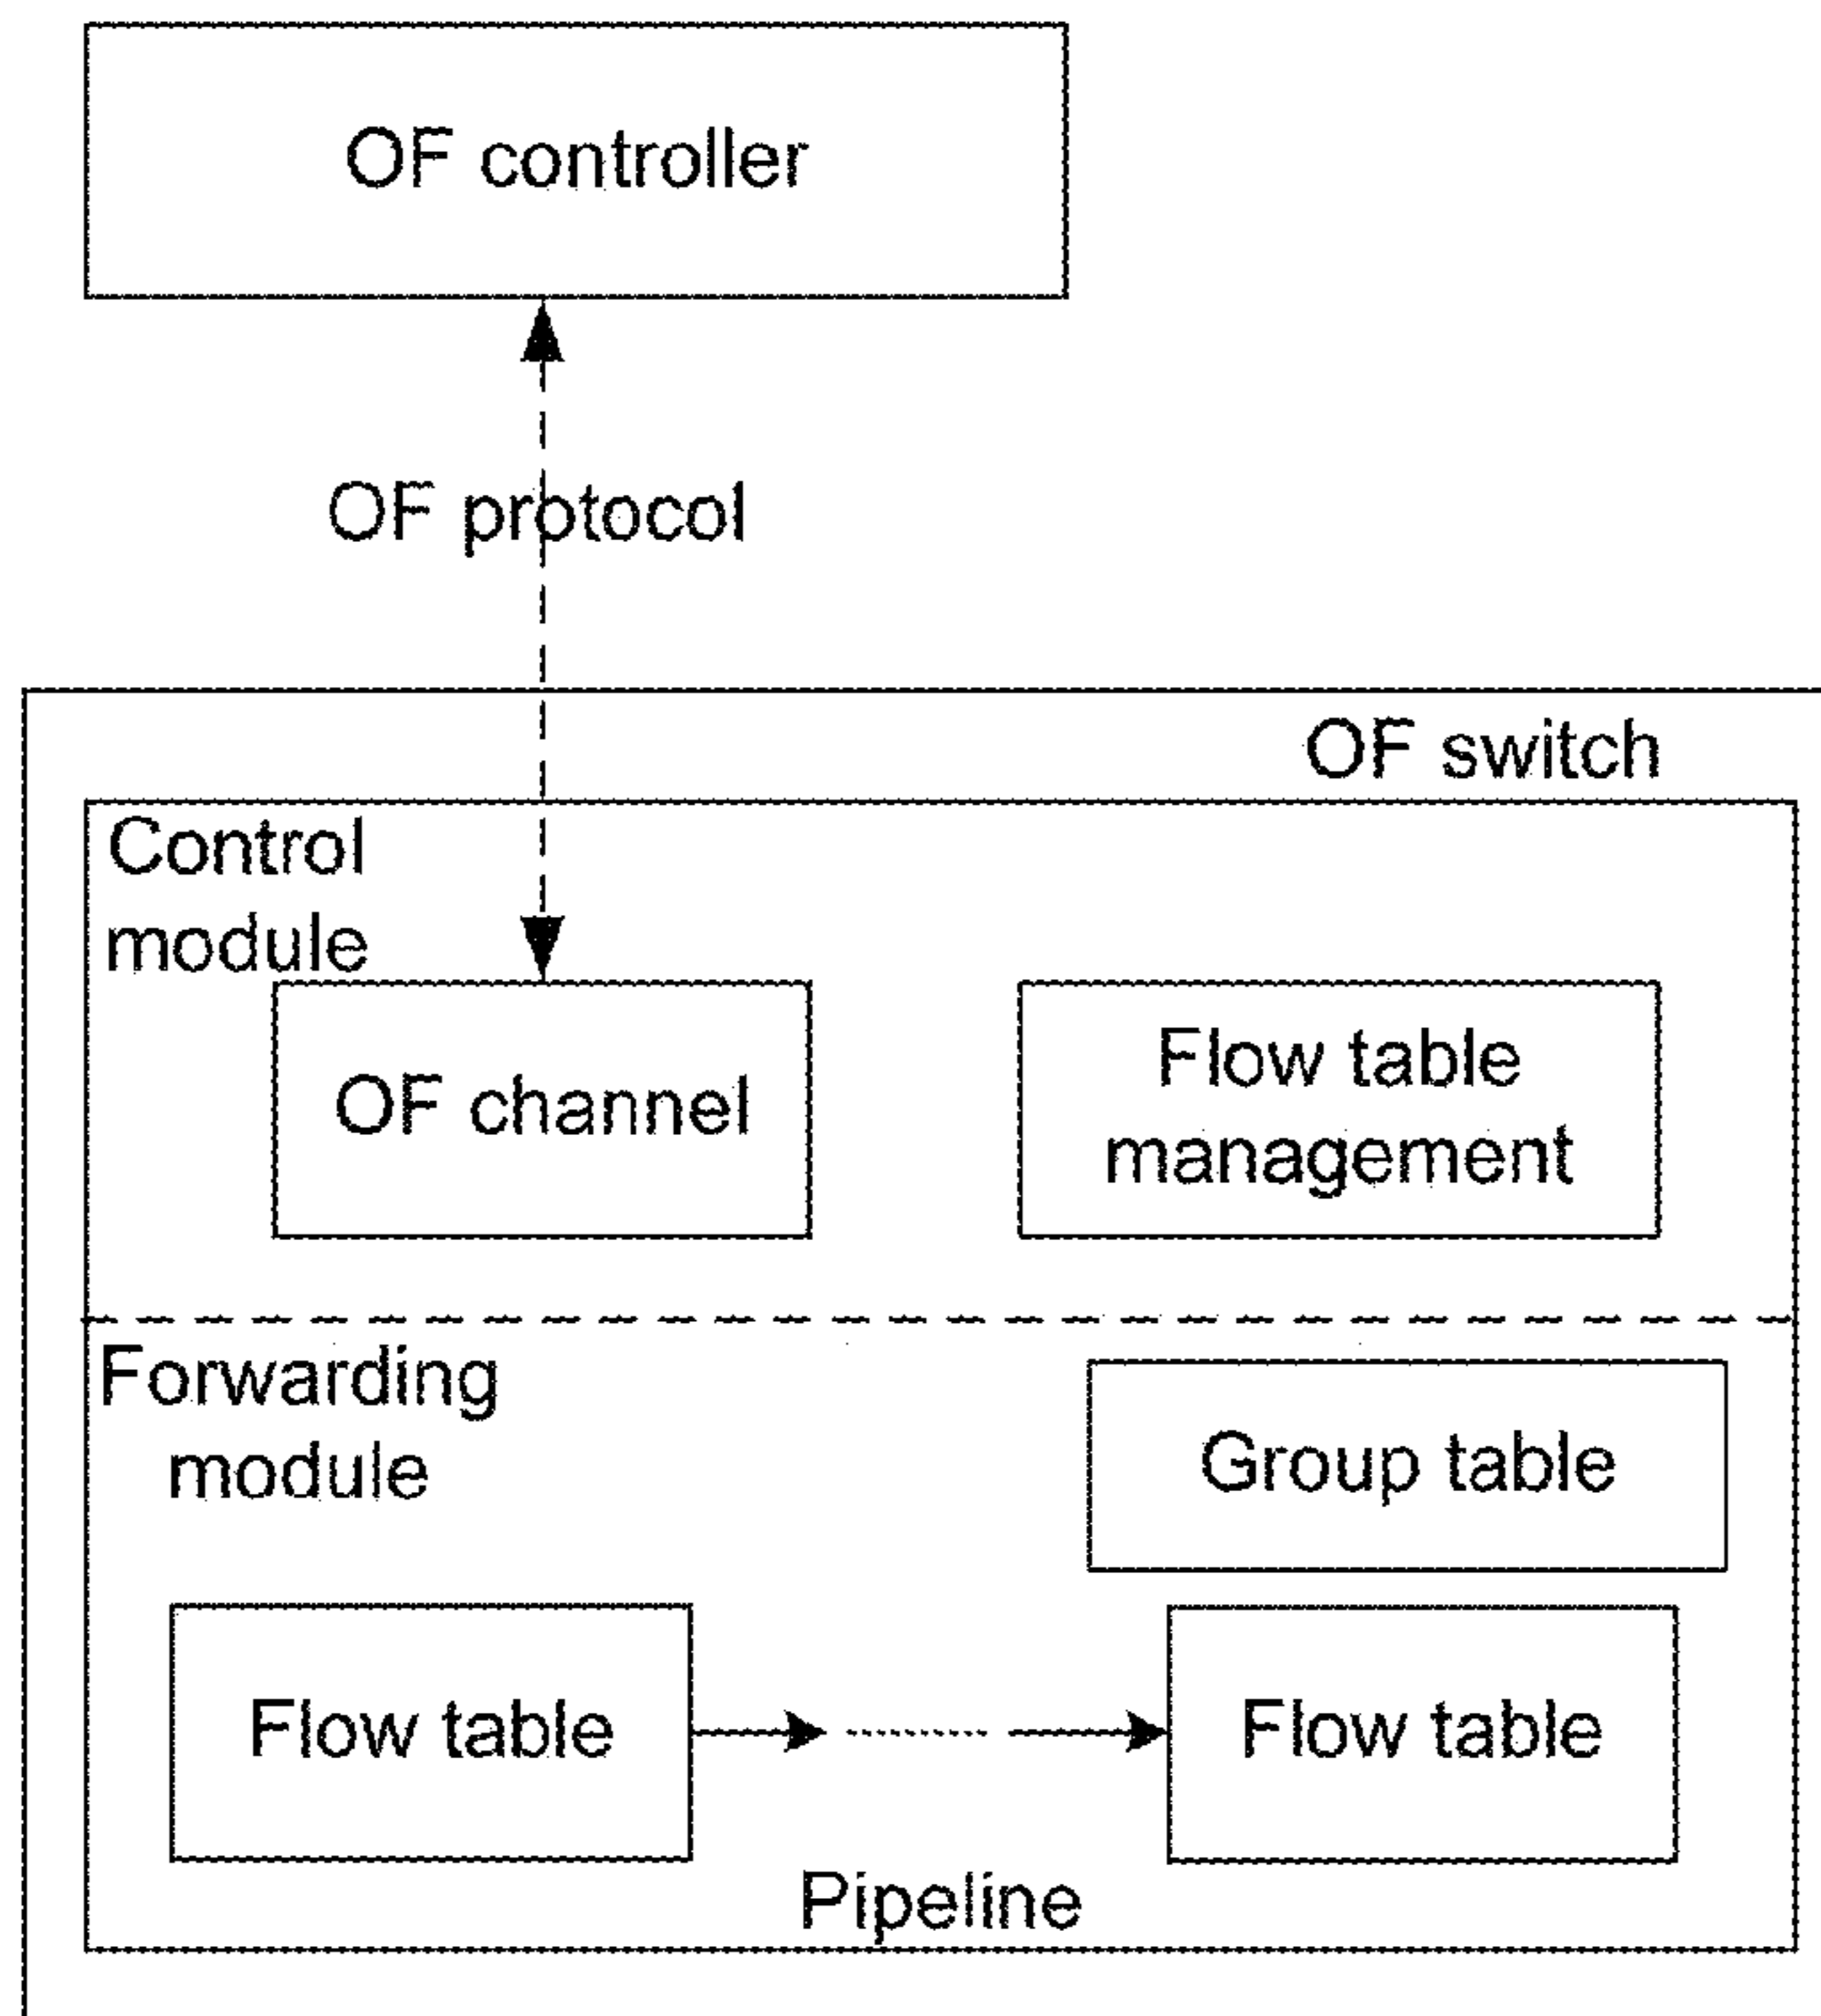 OF controller
OF protocol
OF switch
Control
module
OF channel
Flow table
management
Forwarding
module
Group table
Flow table
Flow table
Pipeline